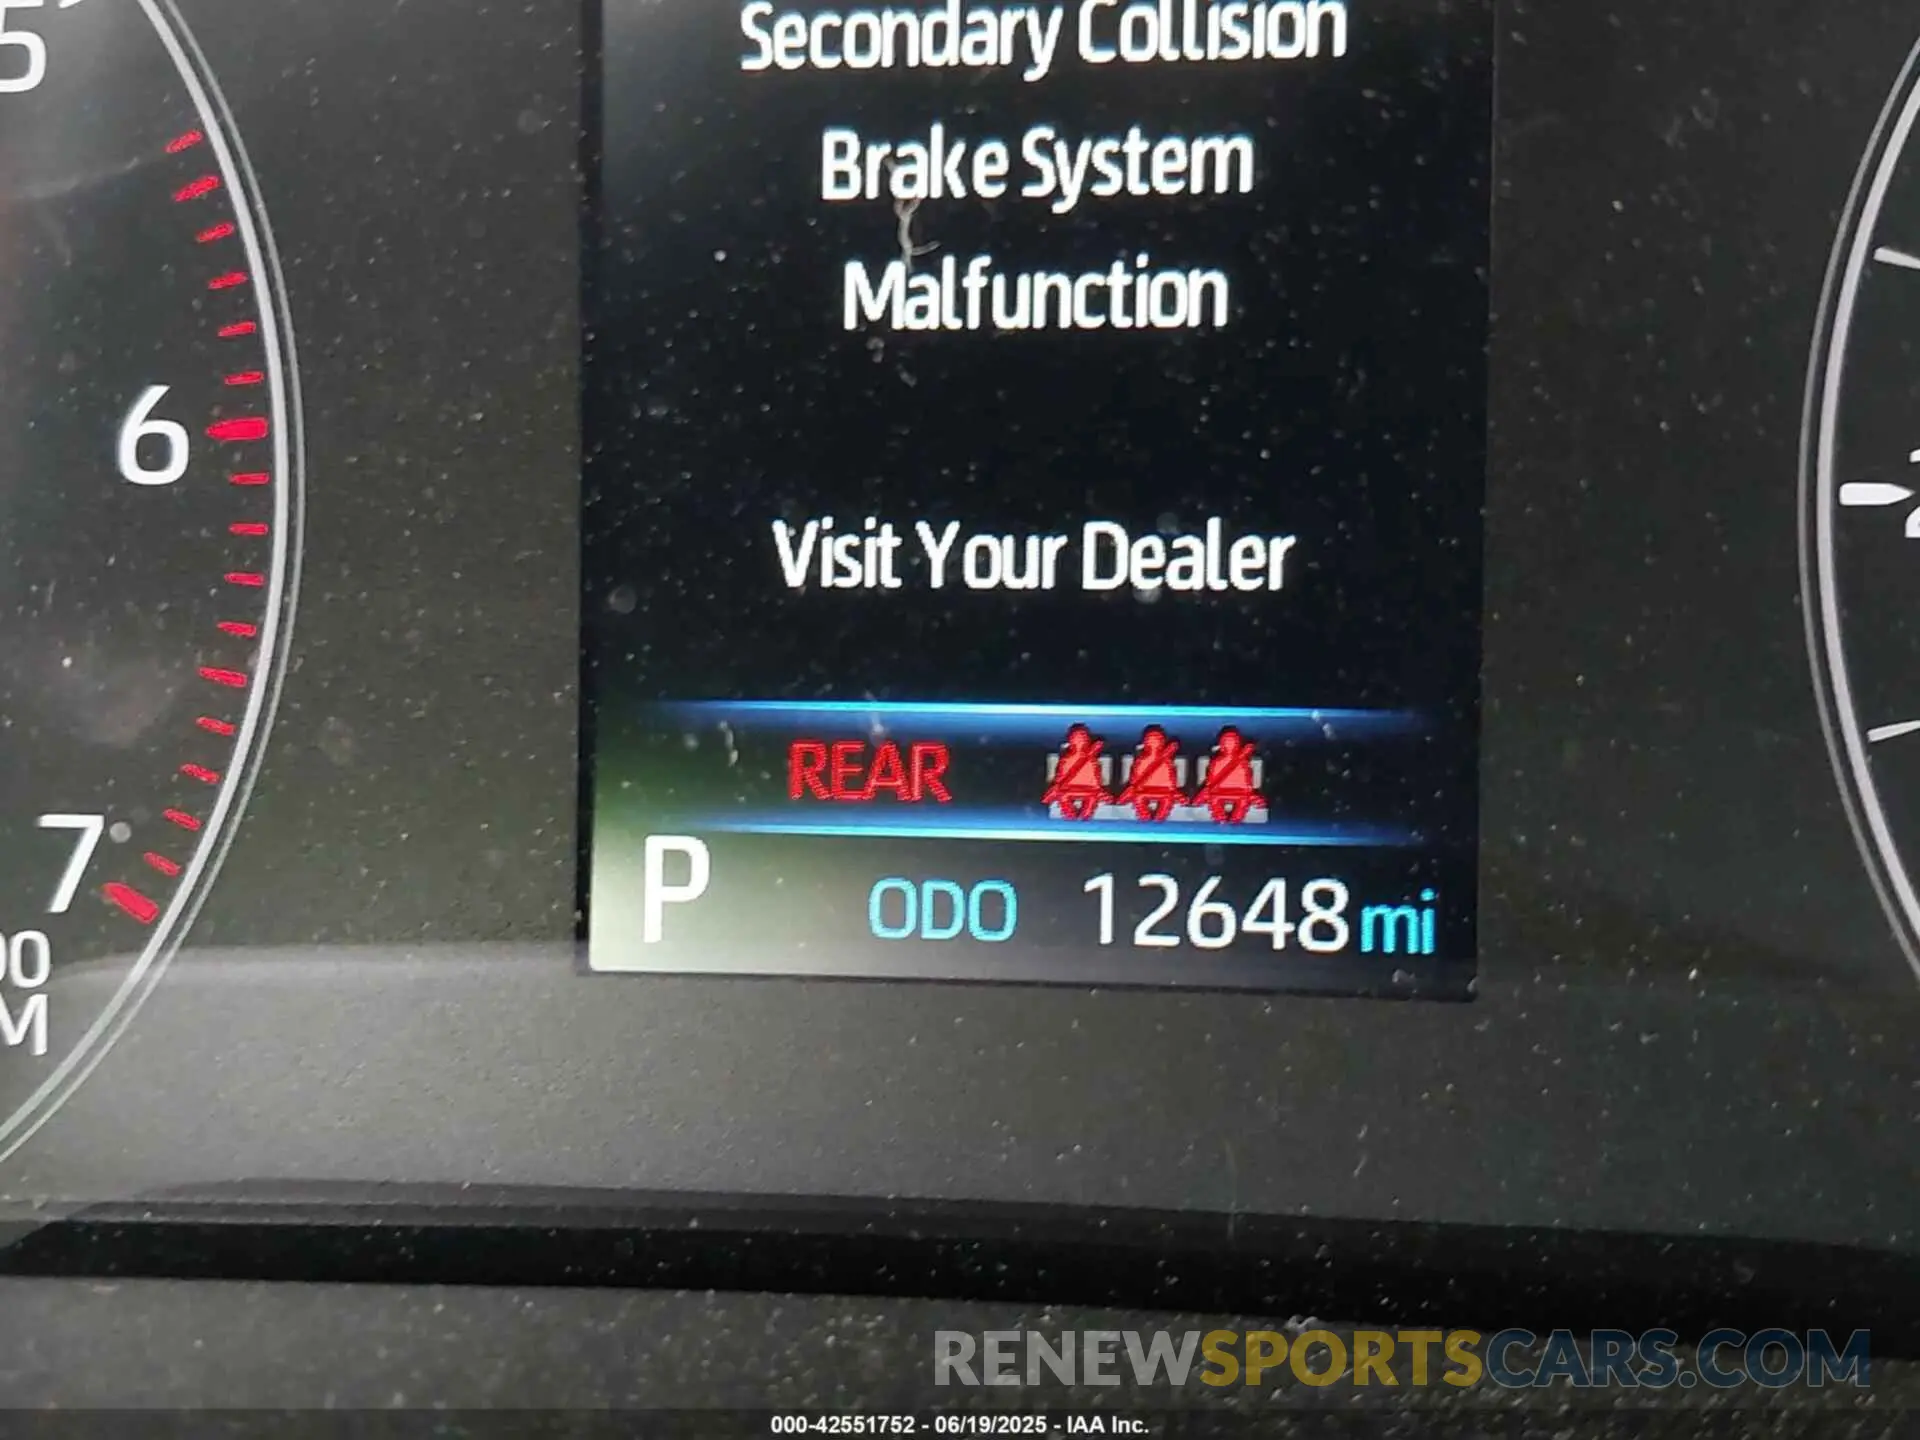 5
Secondary Collision
Brake System
Malfunction
6
Visit Your Dealer
REAR
7
P ODO 12648 mi
RENEWSPORTSCARS.COM
000-42551752 - 06/19/2025 - IAA Inc.